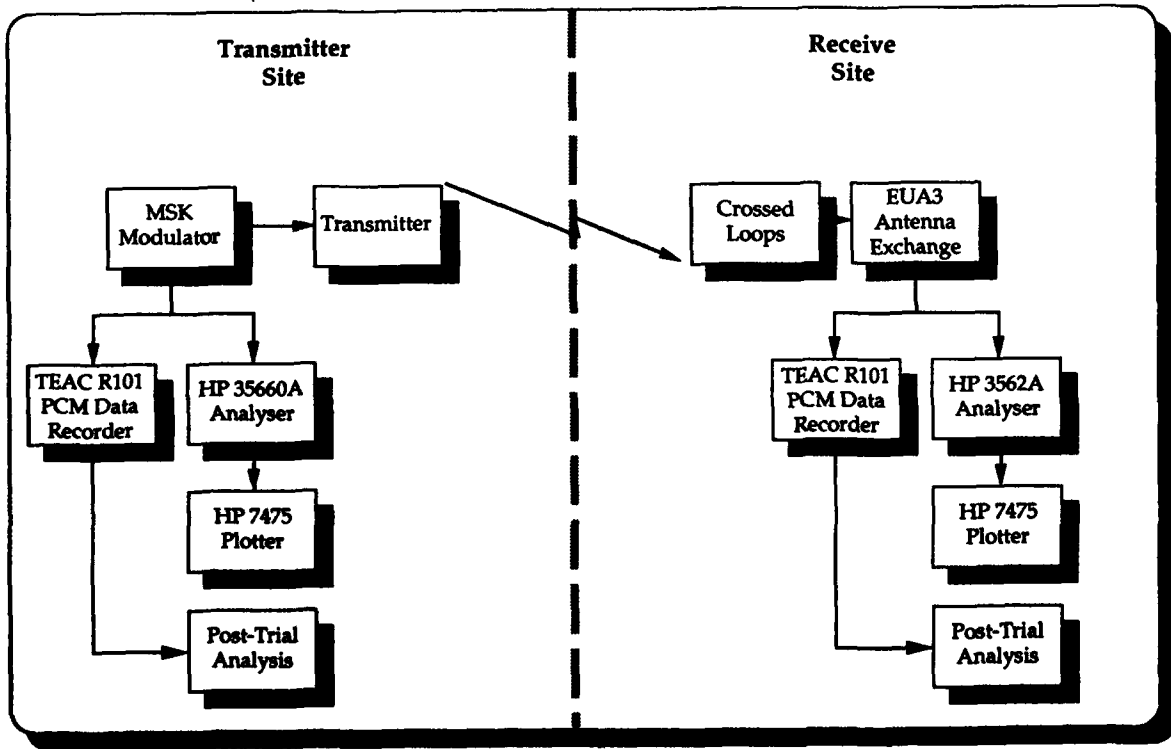 Transmitter
Site
Receive
Site
MSK
Modulator
Transmitter
Crossed
Loops
EUA3
Antenna
Exchange
TEAC R101
PCM Data
Recorder
HP 35660A
Analyser
TEAC R101
PCM Data
Recorder
HP 3562A
Analyser
HP 7475
Plotter
HP 7475
Plotter
Post-Trial
Analysis
Post-Trial
Analysis